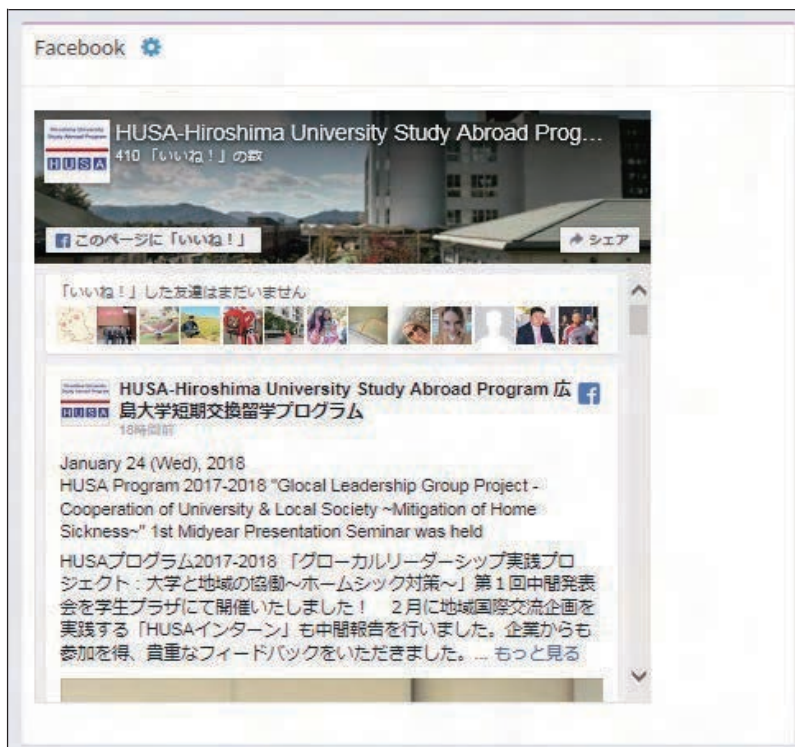 Facebook
Hiroshima University
Study Abroad Program
HUSA
HUSA-Hiroshima University Study Abroad Prog...
410 「いいね！」の数
このページに「いいね！」
シェア
「いいね！」した友達はまだいません
Hiroshima University
Study Abroad Program
HUSA
HUSA-Hiroshima University Study Abroad Program 広
島大学短期交換留学プログラム
18時間前
January 24 (Wed), 2018
HUSA Program 2017-2018 "Glocal Leadership Group Project -
Cooperation of University & Local Society ~Mitigation of Home
Sickness~" 1st Midyear Presentation Seminar was held
HUSAプログラム2017-2018 「グローカルリーダーシップ実践プロ
ジェクト：大学と地域の協働～ホームシック対策～」第１回中間発表
会を学生プラザにて開催いたしました！　２月に地域国際交流企画を
実践する「HUSAインターン」も中間報告を行いました。企業からも
参加を得、貴重なフィードバックをいただきました。... もっと見る